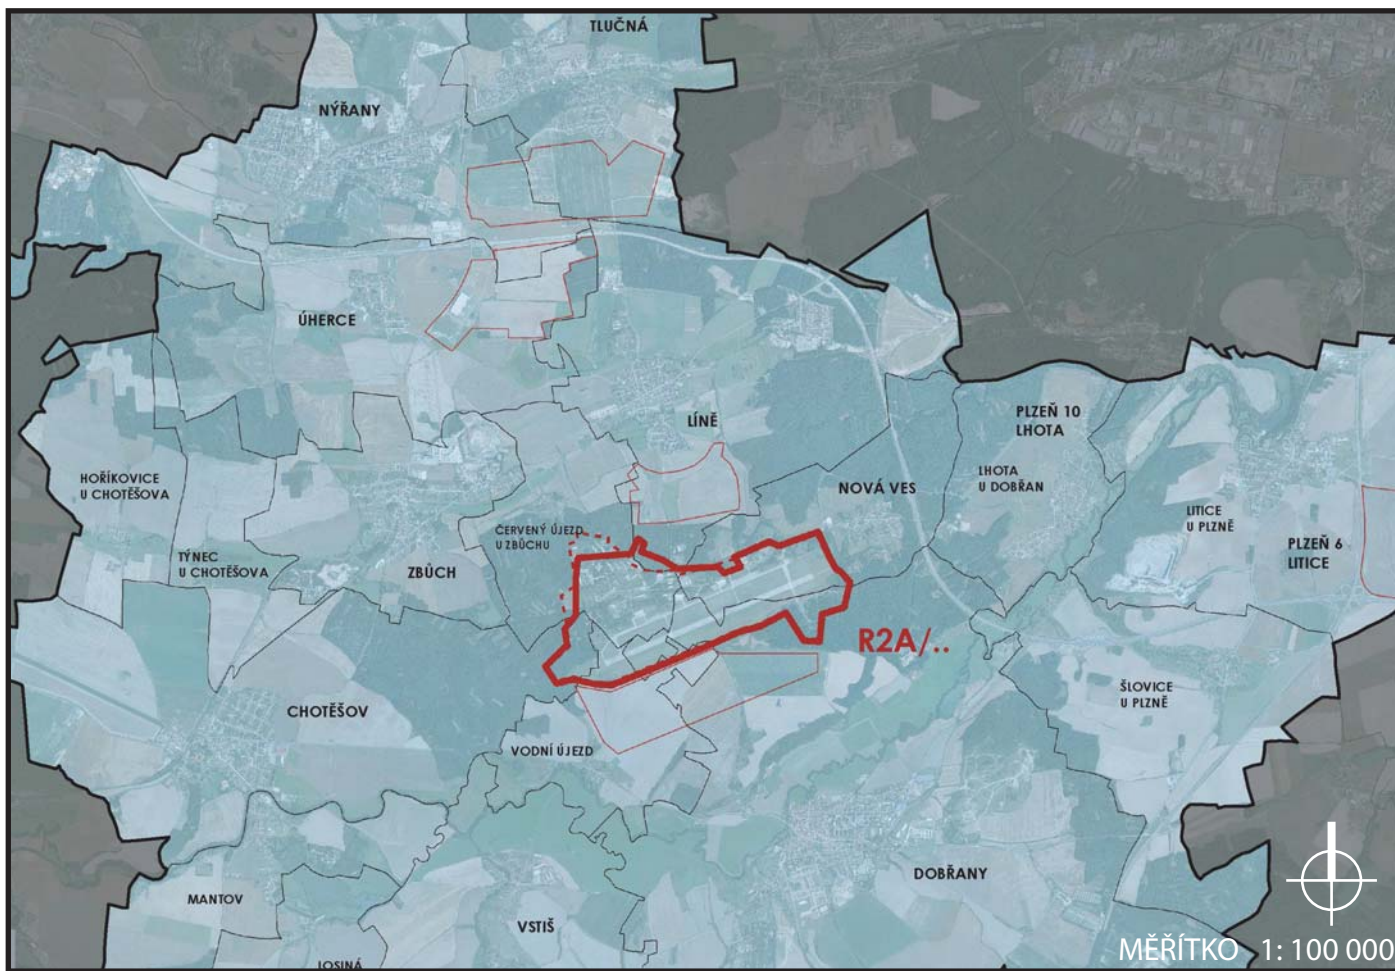 TLUČNÁ
NÝŘANY
ÚHERCE
LÍNĚ
PLZEŇ 10
LHOTA
HOŘÍKOVICE
U CHOTĚŠOVA
LHOTA
U DOBŘAN
NOVÁ VES
LITICE
U PLZNĚ
ČERVENÝ ÚJEZD
U ZBŮCHU
PLZEŇ 6
LITICE
TÝNEC
U CHOTĚŠOVA
ZBŮCH
R2A/..
ŠLOVICE
U PLZNĚ
CHOTĚŠOV
VODNÍ ÚJEZD
DOBŘANY
MANTOV
VSTIŠ
LOSINÁ
MĚŘÍTKO 1: 100 000